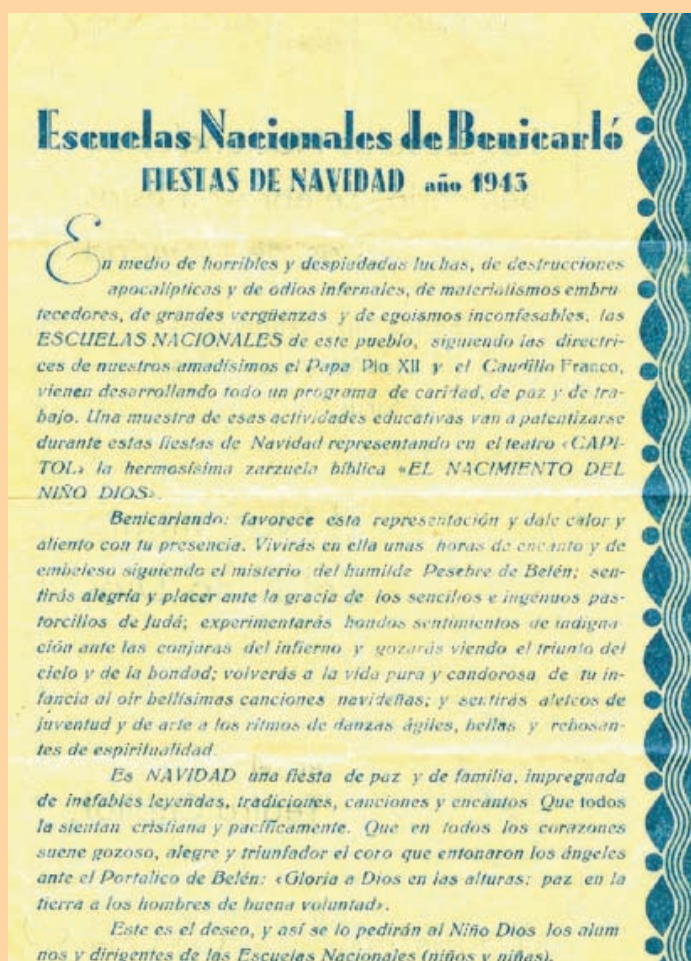 Escuelas Nacionales de Benicarló
FIESTAS DE NAVIDAD año 1943
En medio de horribles y despiadadas luchas, de destrucciones
apocalípticas y de odios infernales, de materialismos embru
tecedores, de grandes vergüenzas y de egoismos inconfesables, las
ESCUELAS NACIONALES de este pueblo, siguiendo las directri-
ces de nuestros amadísimos el Papa Pío XII y el Caudillo Franco,
vienen desarrollando todo un programa de caridad, de paz y de tra-
bajo. Una muestra de esas actividades educativas van a patentizarse
durante estas fiestas de Navidad representando en el teatro «CAPI-
TOL» la hermosísima zarzuela bíblica «EL NACIMIENTO DEL
NIÑO DIOS».
Benicarlando: favorece esta representación y dale calor y
aliento con tu presencia. Vivirás en ella unas horas de encanto y de
embeleso siguiendo el misterio del humilde Pesebre de Belén; sen-
tirás alegría y placer ante la gracia de los sencillos e ingénuos pas-
torcillos de Judá; experimentarás hondos sentimientos de indigna-
ción ante las conjuras del infierno y gozarás viendo el triunfo del
cielo y de la bondad; volverás a la vida pura y candorosa de tu in-
fancia al oir bellísimas canciones navideñas; y sentirás aleteos de
juventud y de arte a los ritmos de danzas ágiles, bellas y rebosan-
tes de espiritualidad.
Es NAVIDAD una fiesta de paz y de familia, impregnada
de inefables leyendas, tradiciones, canciones y encantos Que todos
la sientan cristiana y pacíficamente. Que en todos los corazones
suene gozoso, alegre y triunfador el coro que entonaron los ángeles
ante el Portalico de Belén: «Gloria a Dios en las alturas; paz en la
tierra a los hombres de buena voluntad».
Este es el deseo, y así se lo pedirán al Niño Dios los alum
nos y dirigentes de las Escuelas Nacionales (niños y niñas).